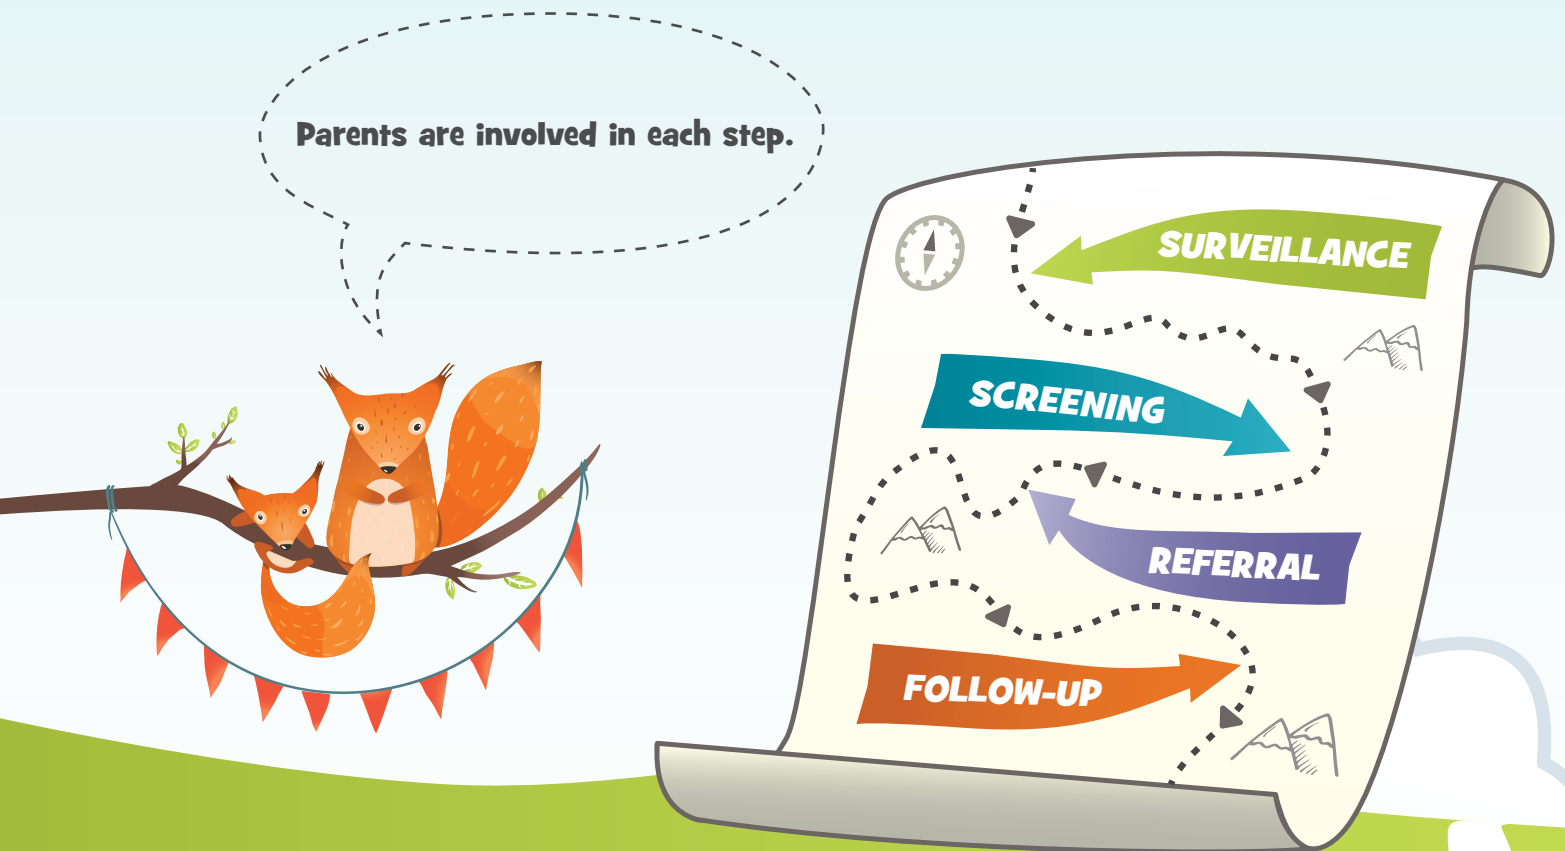 Parents are involved in each step.
SURVEILLANCE
SCREENING
REFERRAL
FOLLOW-UP